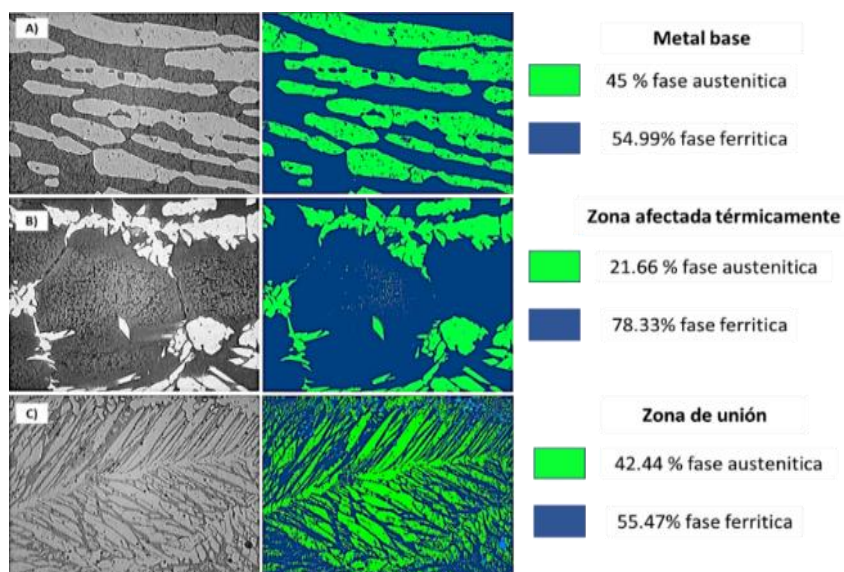 A)
Metal base
45 % fase austenitica
54.99% fase ferritica
B)
Zona afectada térmicamente
21.66 % fase austenitica
78.33% fase ferritica
C)
Zona de unión
42.44 % fase austenitica
55.47% fase ferritica